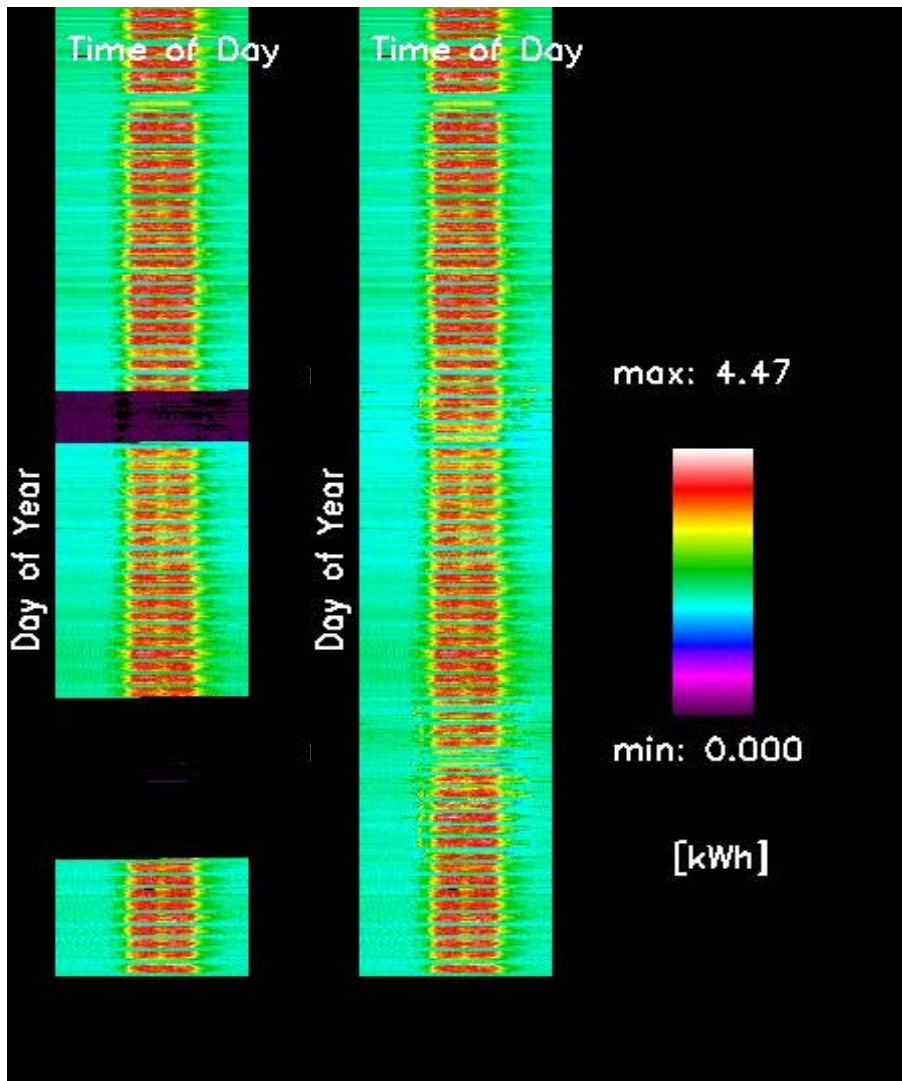 Time of Day
Time of Day
max: 4.47
Day of Year
Day of Year
min: 0.000
[kWh]